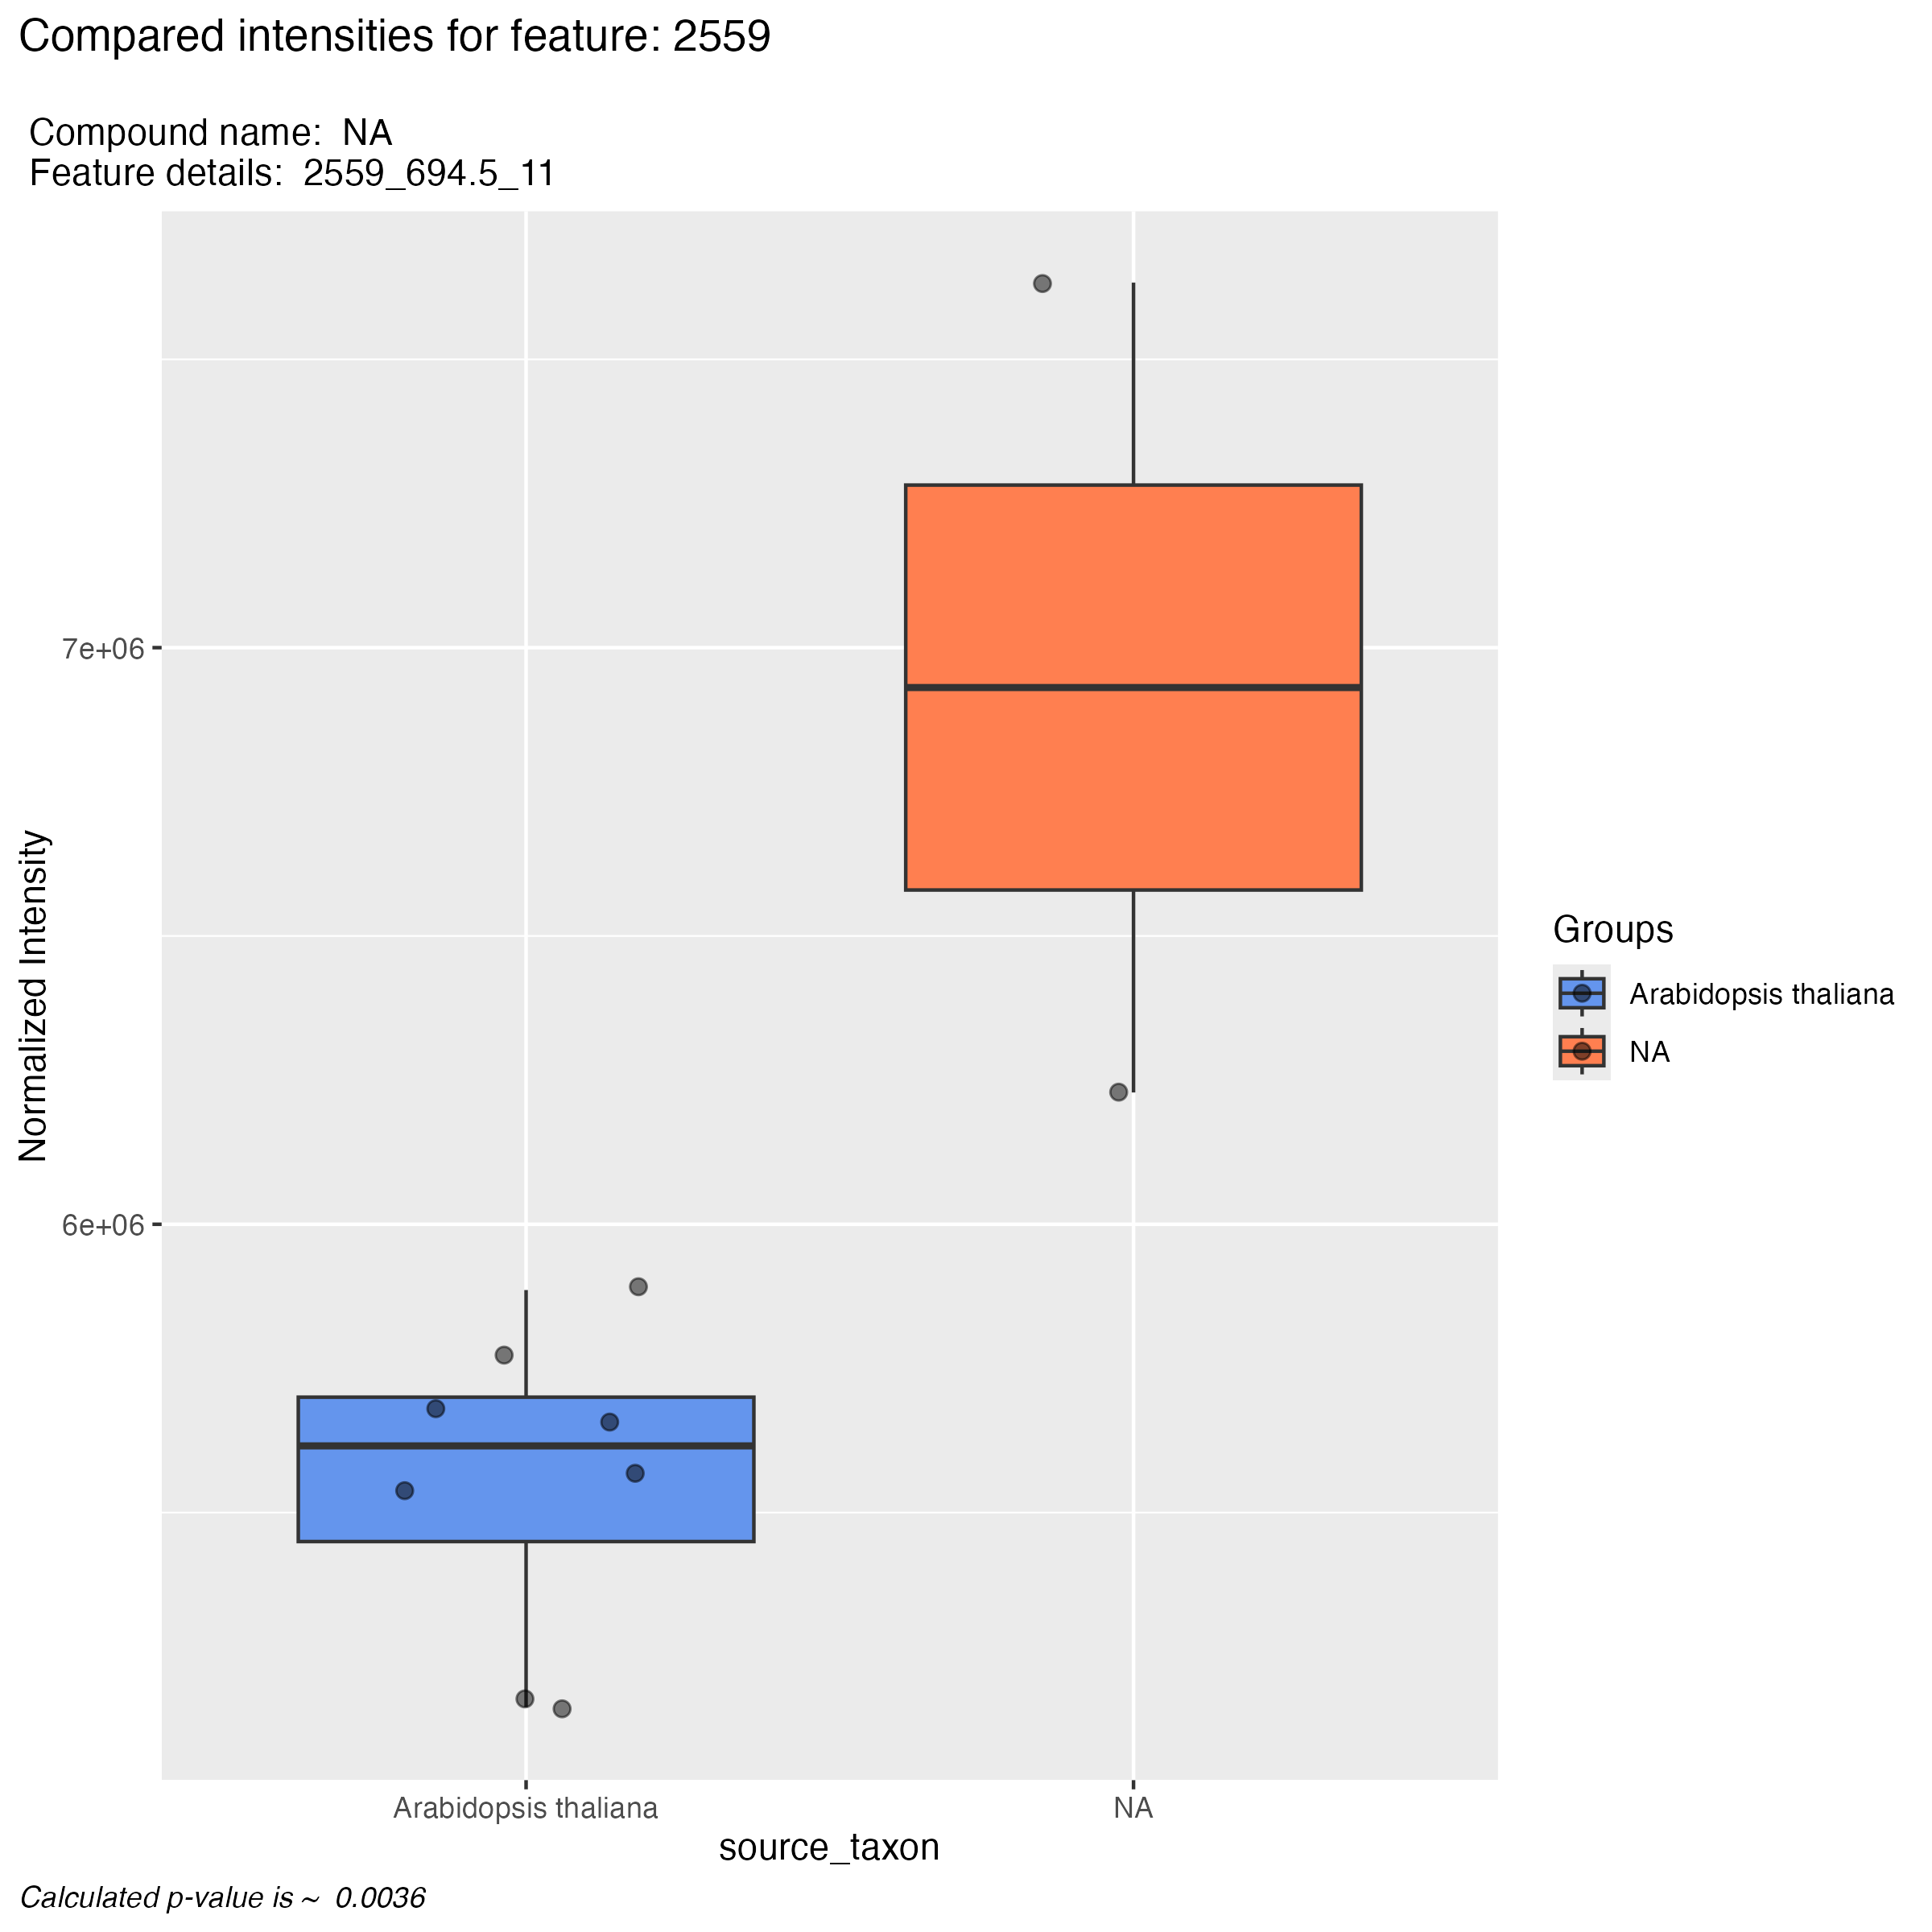 Compared intensities for feature: 2559
Compound name: NA
Feature details: 2559_694.5_11
7e+06
6e+06
Normalized Intensity
Groups
Arabidopsis thaliana
NA
Arabidopsis thaliana
NA
source_taxon
Calculated p-value is ~ 0.0036